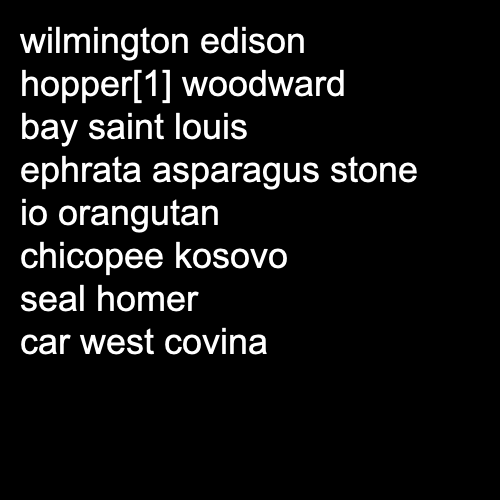 wilmington edison
hopper[1] woodward
bay saint louis
ephrata asparagus stone
io orangutan
chicopee kosovo
seal homer
car west covina